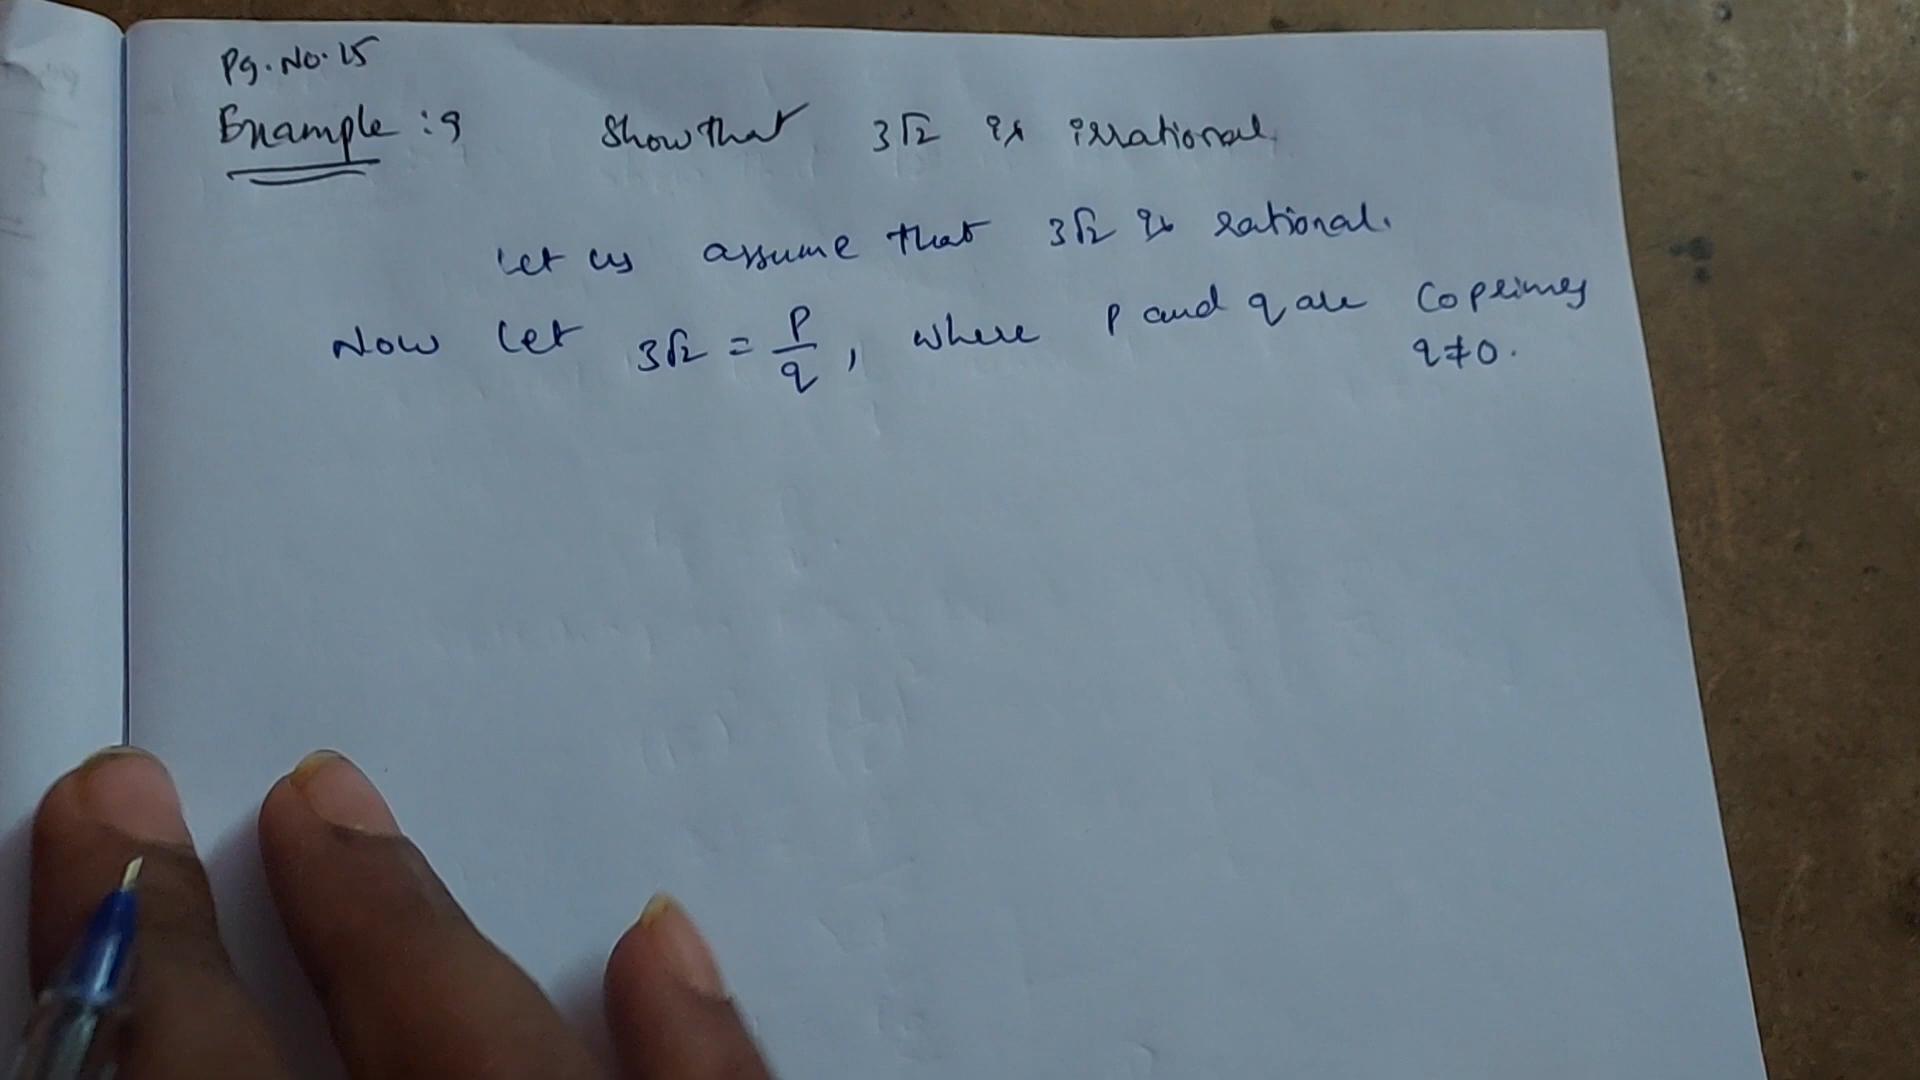 Pg. No. 15
Example : 9 Show that 3√2 is irrational.
Let us assume that 3√2 is rational.
Now let 3√2 = p/q, where p and q are coprimes
q≠0.